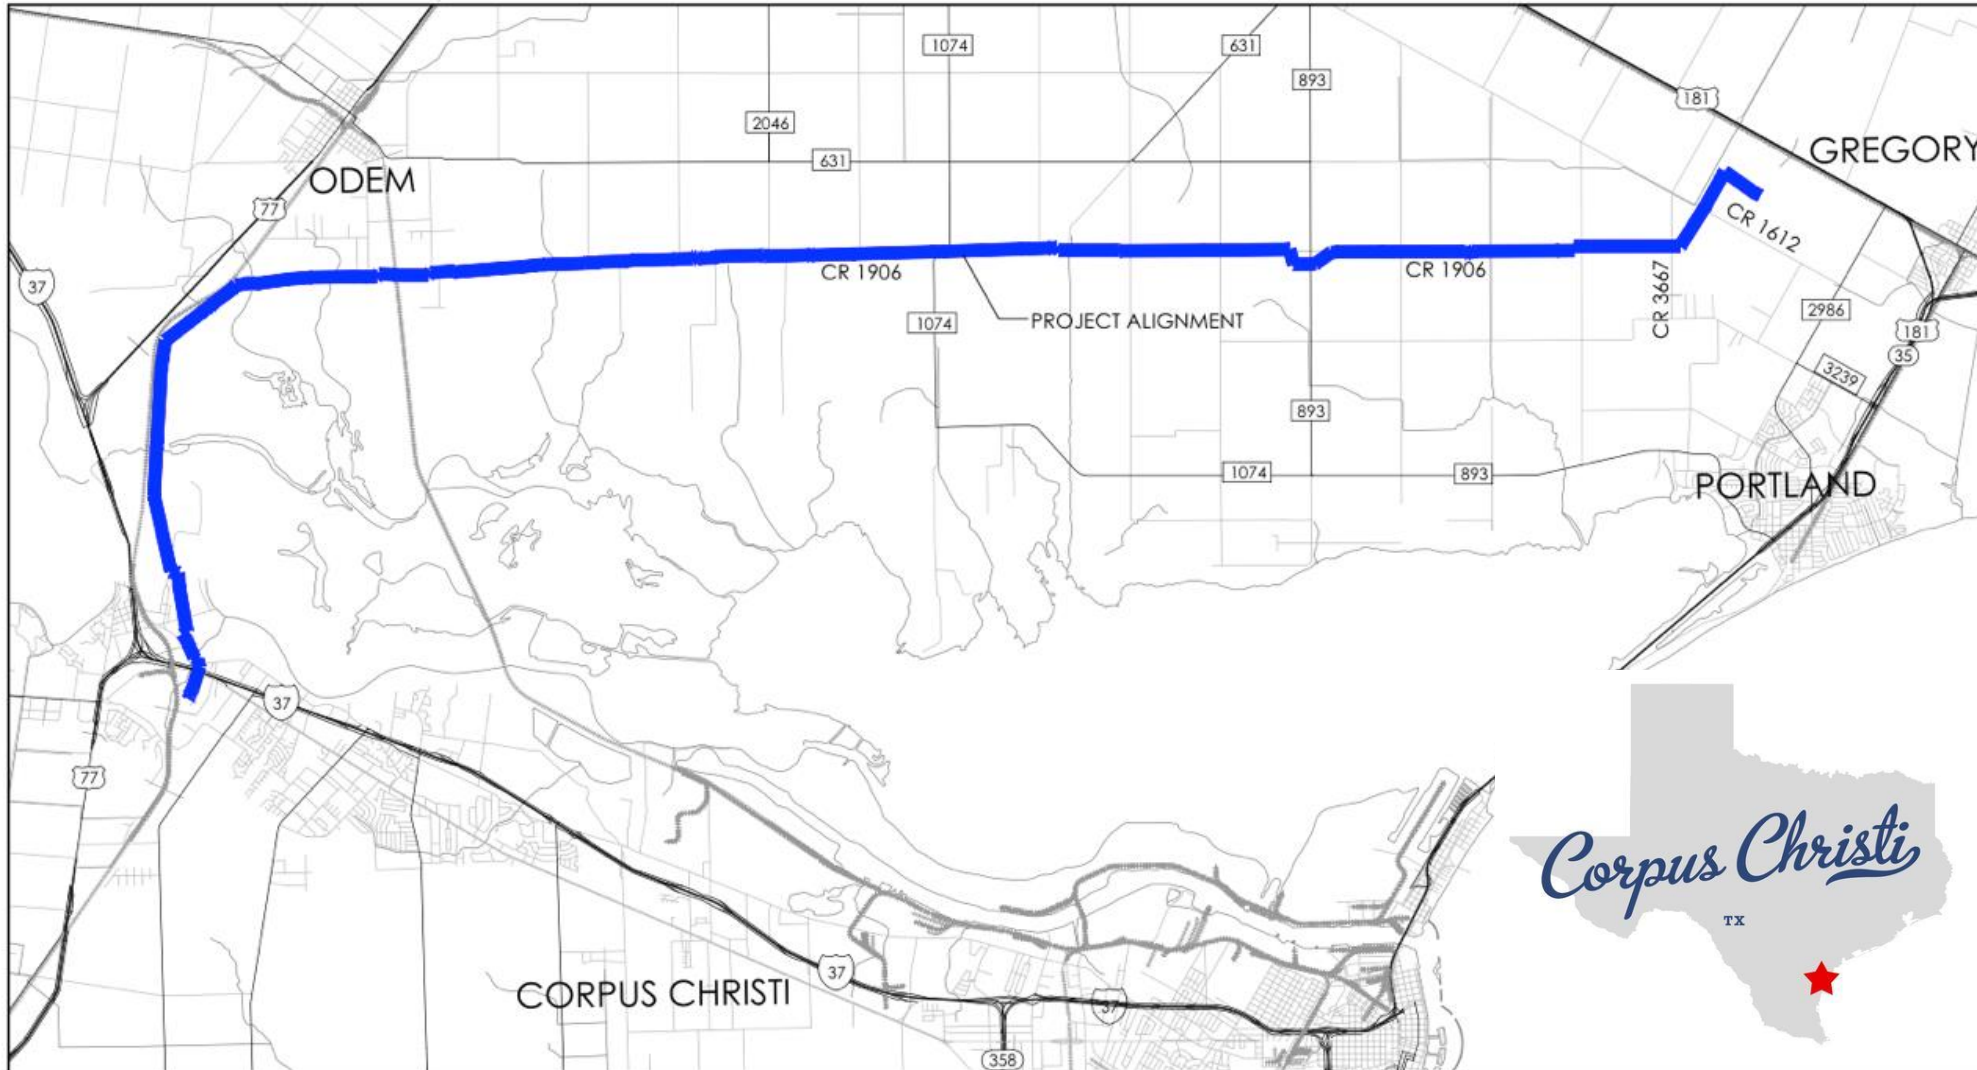 1074
631
893
181
2046
GREGORY
631
ODEM
77
CR 1612
37
CR 1906
CR 1906
CR 3667
1074
PROJECT ALIGNMENT
2986
181
35
3239
893
1074
893
PORTLAND
37
77
Corpus Christi
TX
37
CORPUS CHRISTI
37
358